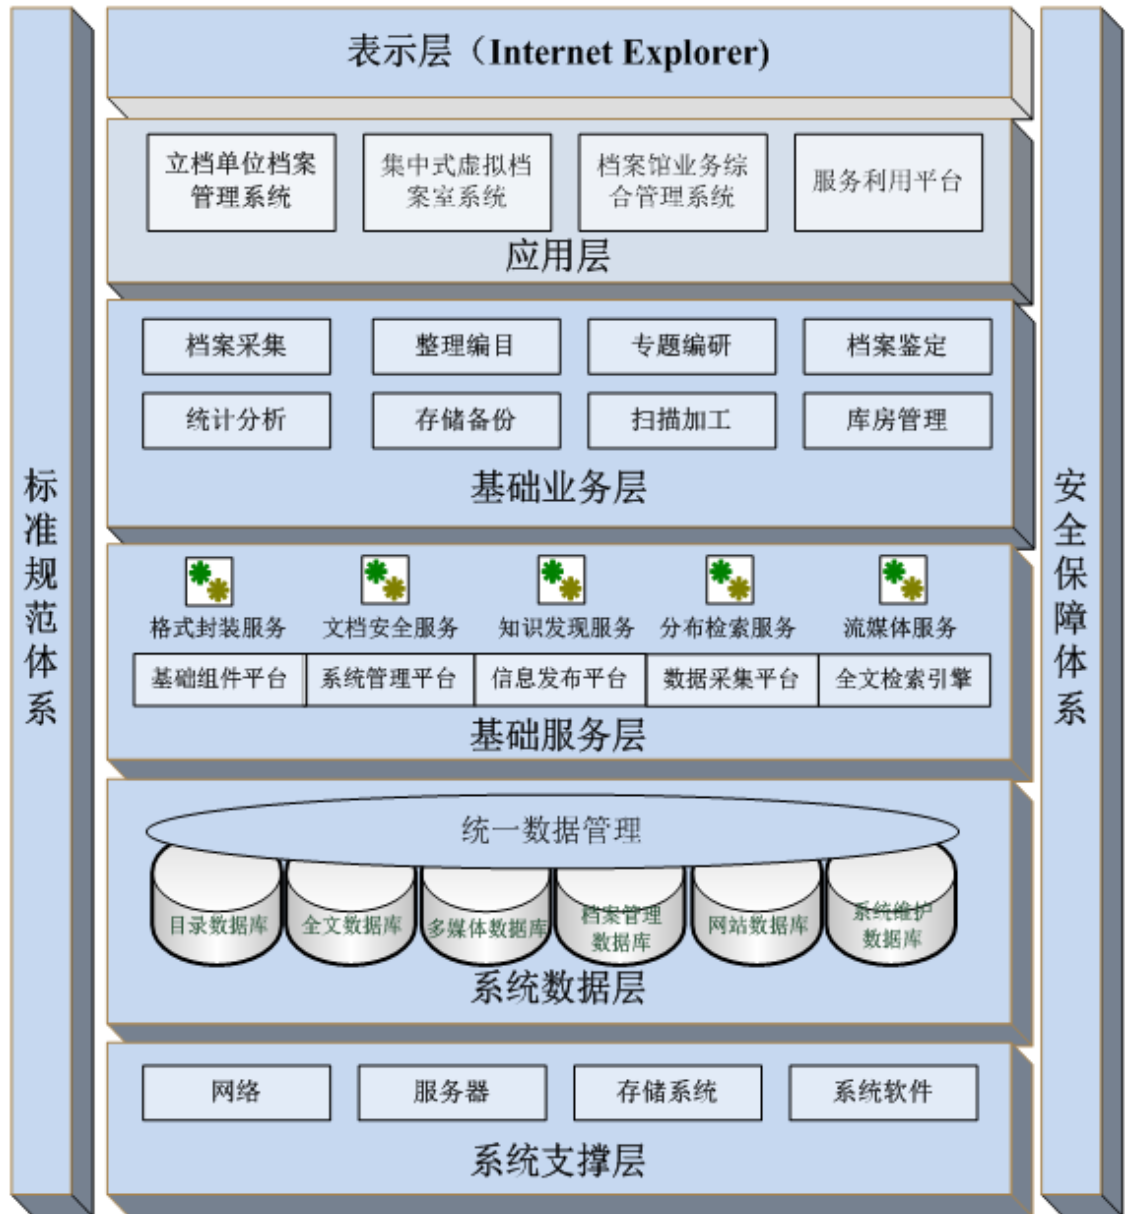 表示层（Internet Explorer)
立档单位档案
管理系统
集中式虚拟档
案室系统
档案馆业务综
合管理系统
服务利用平台
应用层
档案采集
整理编目
专题编研
档案鉴定
统计分析
存储备份
扫描加工
库房管理
基础业务层
格式封装服务
文档安全服务
知识发现服务
分布检索服务
流媒体服务
基础组件平台
系统管理平台
信息发布平台
数据采集平台
全文检索引擎
基础服务层
统一数据管理
目录数据库
全文数据库
多媒体数据库
档案管理
数据库
网站数据库
系统维护
数据库
系统数据层
网络
服务器
存储系统
系统软件
系统支撑层
标准规范体系
安全保障体系